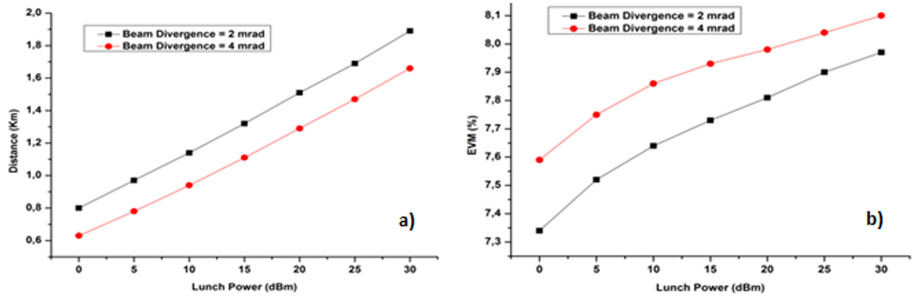 Beam Divergence = 2 mrad
Beam Divergence = 4 mrad
2,0
1,8
1,6
1,4
1,2
1,0
0,8
0,6
Distance (Km)
0 5 10 15 20 25 30
Lunch Power (dBm)
a)
Beam Divergence = 2 mrad
Beam Divergence = 4 mrad
8,1
8,0
7,9
7,8
7,7
7,6
7,5
7,4
7,3
EVM (%)
0 5 10 15 20 25 30
Lunch Power (dBm)
b)